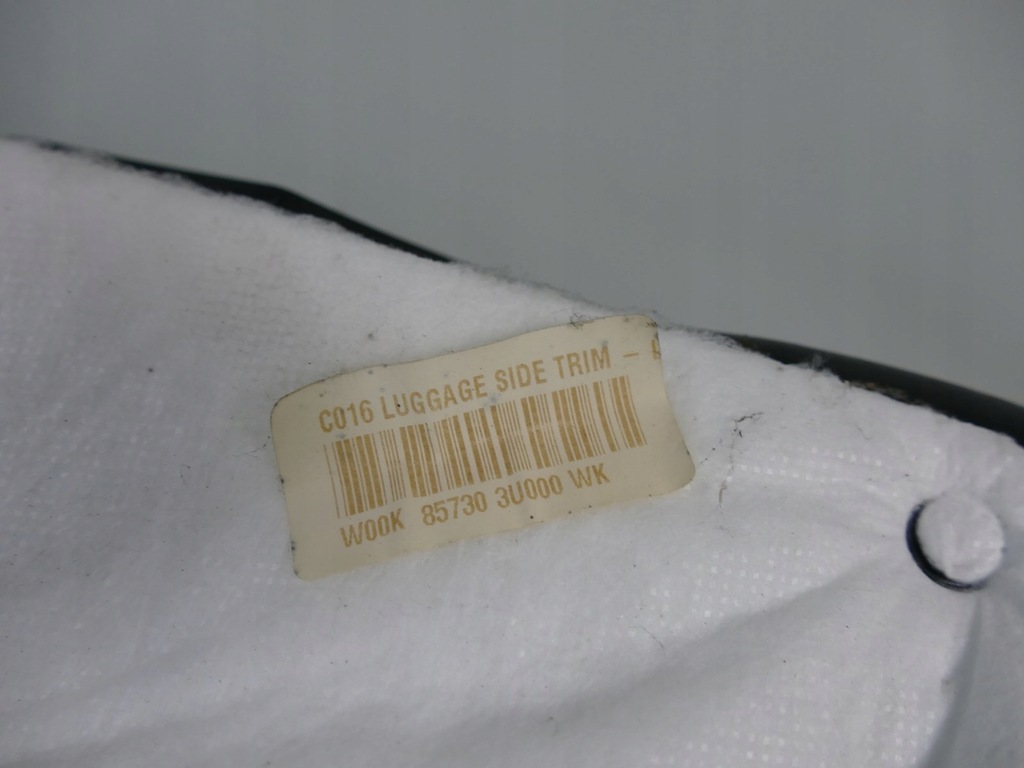 C016 LUGGAGE SIDE TRIM -
W00K 85730 3U000 WK